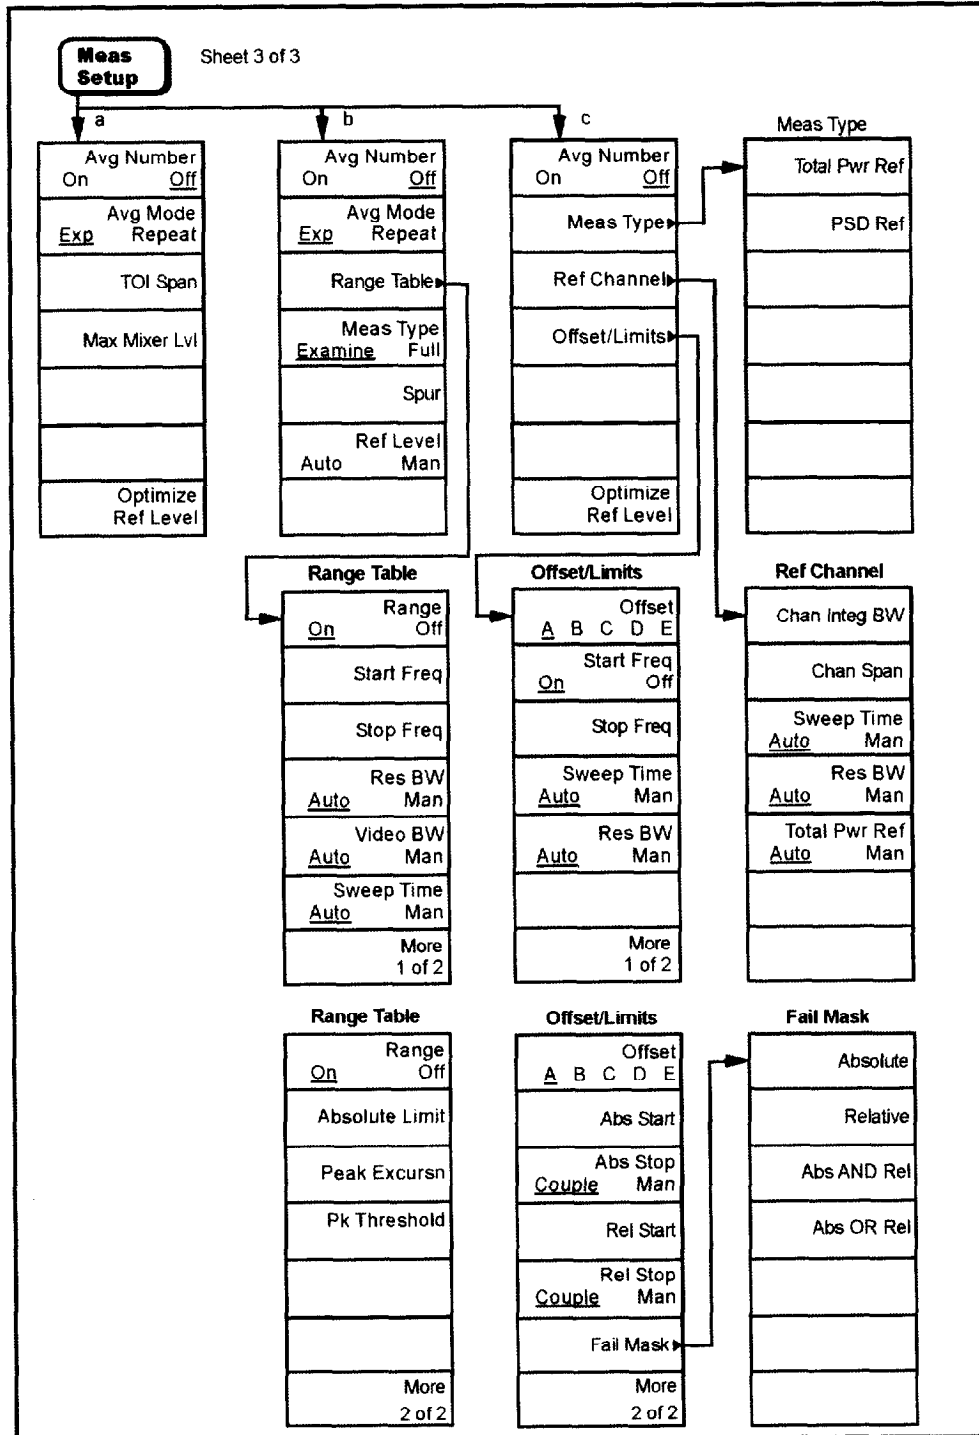 Meas
Setup
Sheet 3 of 3
a
b
c
Avg Number
On Off
Avg Mode
Exp Repeat
TOI Span
Max Mixer Lvl
Optimize
Ref Level
Avg Number
On Off
Avg Mode
Exp Repeat
Range Table
Meas Type
Examine Full
Spur
Ref Level
Auto Man
Avg Number
On Off
Meas Type
Ref Channel
Offset/Limits
Optimize
Ref Level
Meas Type
Total Pwr Ref
PSD Ref
Range Table
Range
On Off
Start Freq
Stop Freq
Res BW
Auto Man
Video BW
Auto Man
Sweep Time
Auto Man
More
1 of 2
Offset/Limits
Offset
A B C D E
Start Freq
On Off
Stop Freq
Sweep Time
Auto Man
Res BW
Auto Man
More
1 of 2
Ref Channel
Chan Integ BW
Chan Span
Sweep Time
Auto Man
Res BW
Auto Man
Total Pwr Ref
Auto Man
Range Table
Range
On Off
Absolute Limit
Peak Excursn
Pk Threshold
More
2 of 2
Offset/Limits
Offset
A B C D E
Abs Start
Abs Stop
Couple Man
Rel Start
Rel Stop
Couple Man
Fail Mask
More
2 of 2
Fail Mask
Absolute
Relative
Abs AND Rel
Abs OR Rel